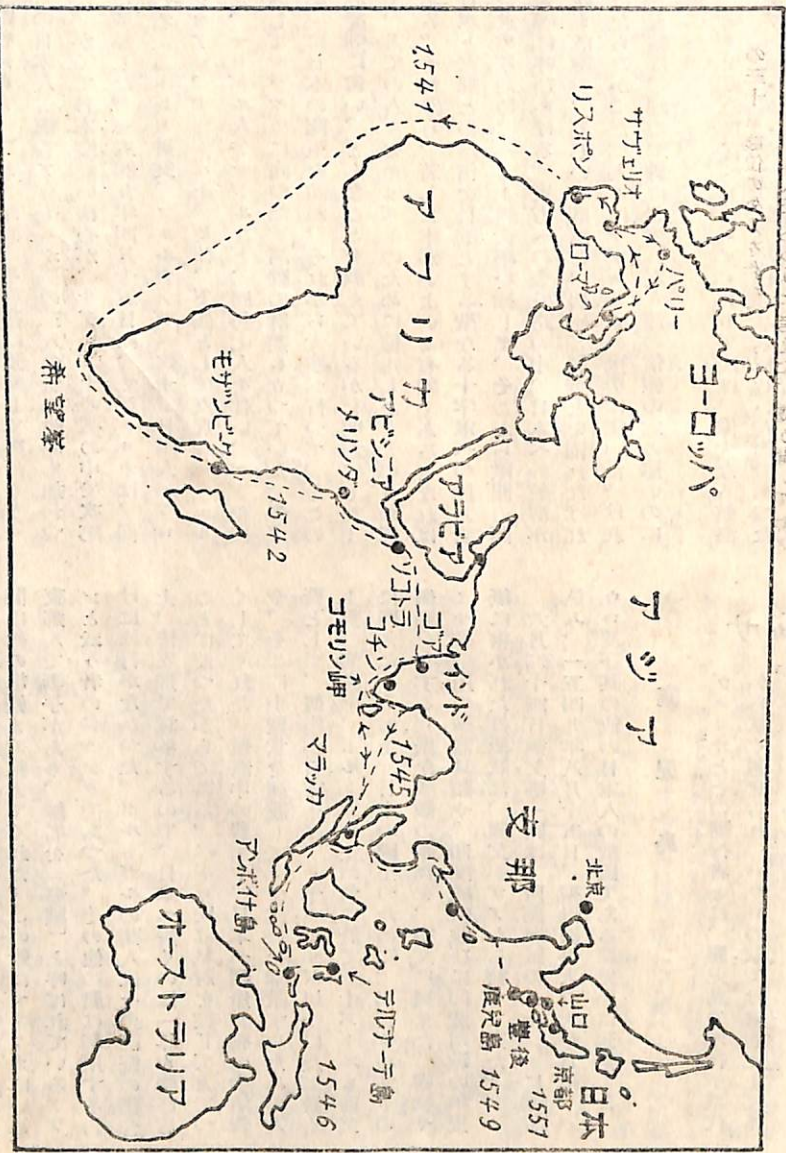 ヨーロッパ
パリー
サヴェリオ
リスボン
ローマ
1541
アフリカ
アラビア
アビシニア
メリンダ
モザンビーク
希望峯
1542
ソコトラ
アジア
インド
ゴア
コチン
コモリン岬
1545
マラッカ
支那
北京
山口
日本
京都
1551
豊後
鹿児島 1549
テルナーテ島
1546
アンボイナ島
オーストラリア